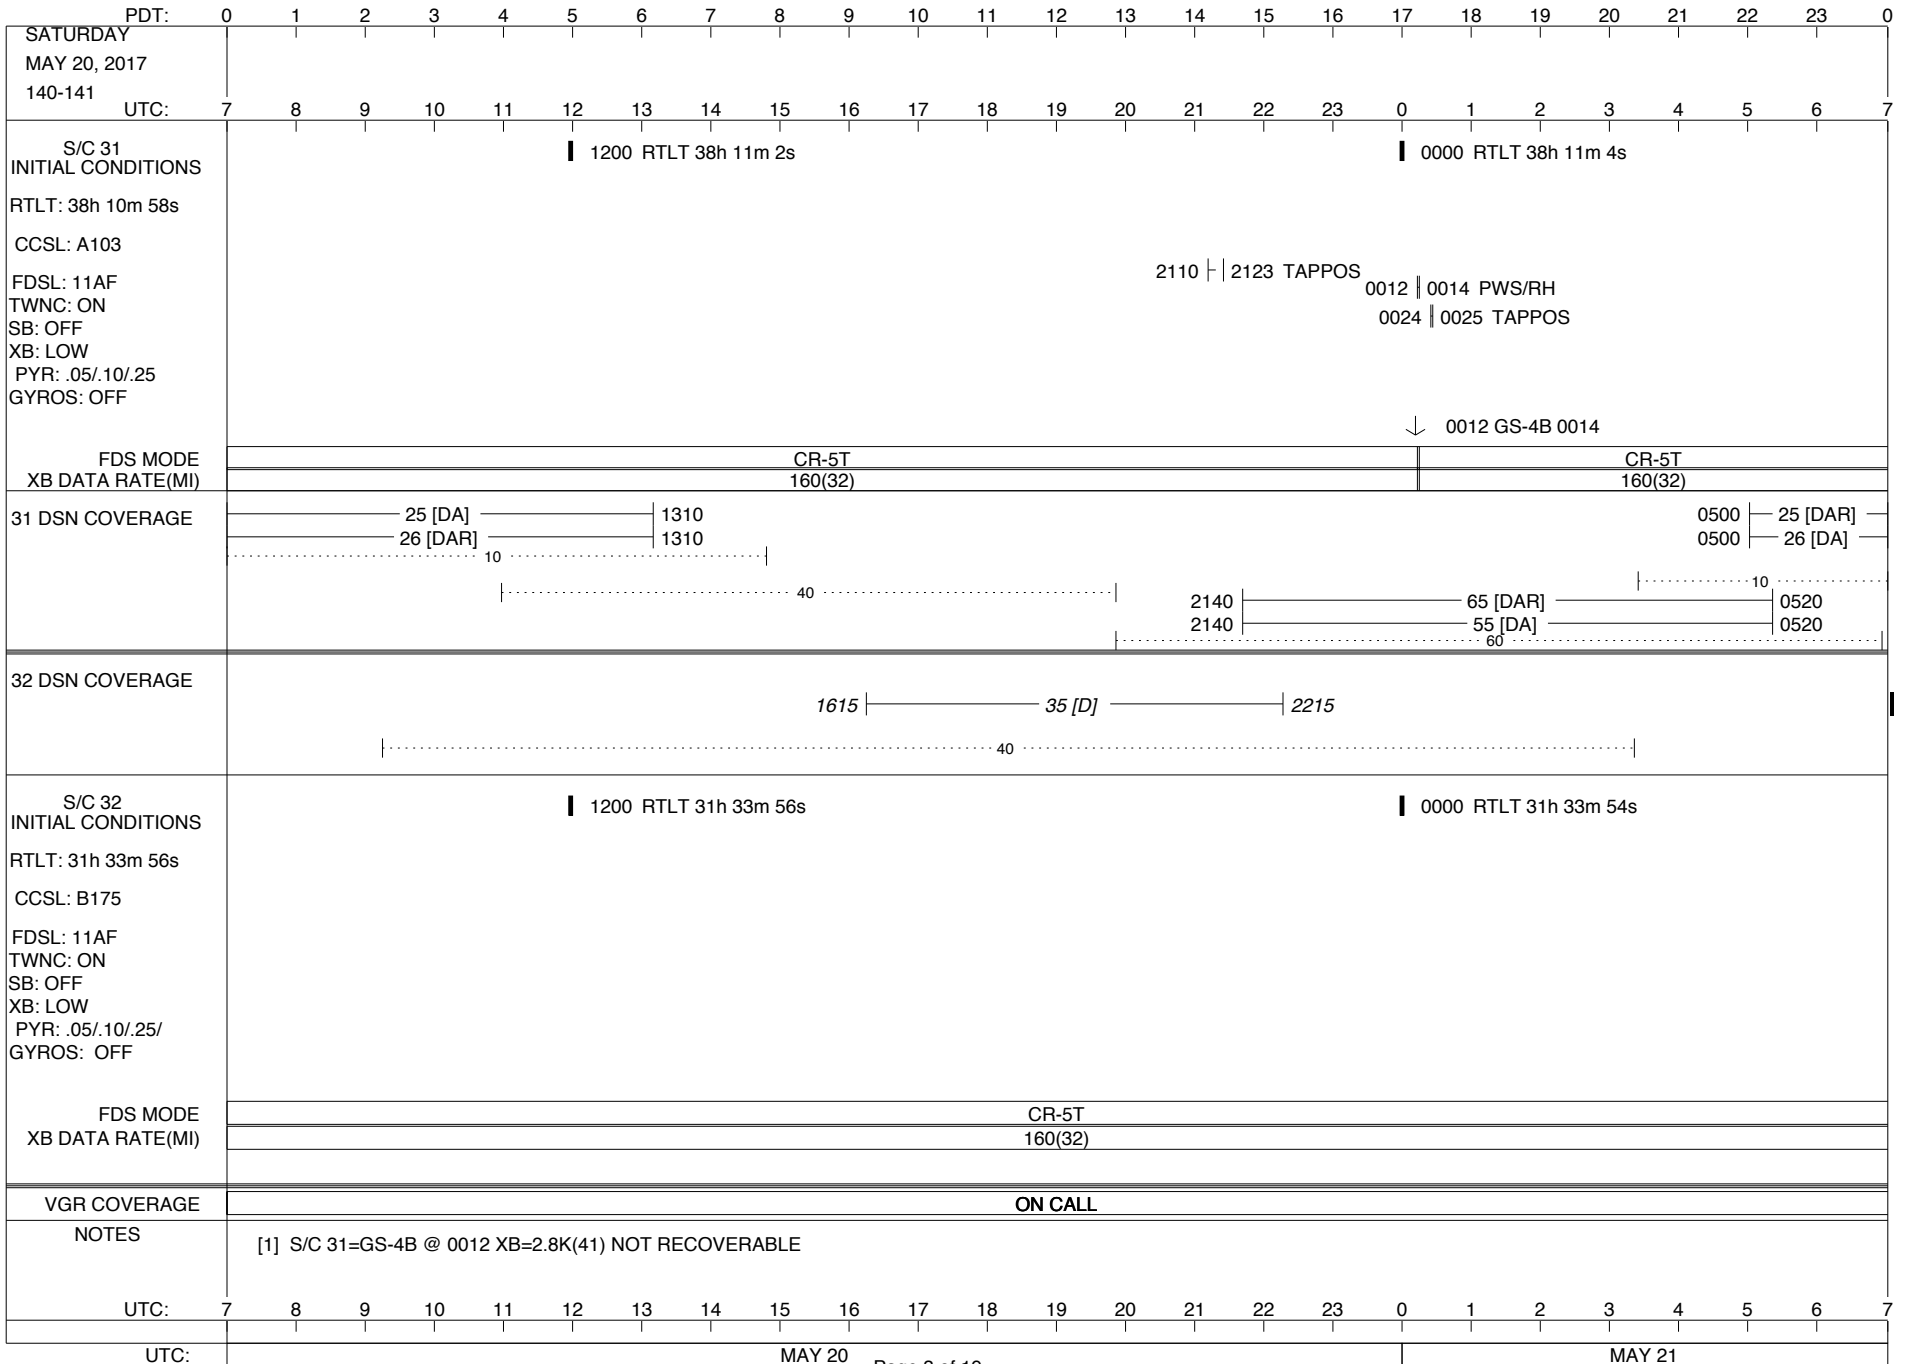 PDT: 0 1 2 3 4 5 6 7 8 9 10 11 12 13 14 15 16 17 18 19 20 21 22 23 0
SATURDAY
MAY 20, 2017
140-141
UTC: 7 8 9 10 11 12 13 14 15 16 17 18 19 20 21 22 23 0 1 2 3 4 5 6 7
S/C 31
INITIAL CONDITIONS
1200 RTLT 38h 11m 2s
0000 RTLT 38h 11m 4s
RTLT: 38h 10m 58s
CCSL: A103
2110 2123 TAPPOS
FDSL: 11AF
0012 0014 PWS/RH
TWNC: ON
0024 0025 TAPPOS
SB: OFF
XB: LOW
PYR: .05/.10/.25
GYROS: OFF
0012 GS-4B 0014
FDS MODE CR-5T CR-5T
XB DATA RATE(MI) 160(32) 160(32)
31 DSN COVERAGE
25 [DA] 1310 0500 25 [DAR]
26 [DAR] 1310 0500 26 [DA]
10
10
40
2140 65 [DAR] 0520
2140 55 [DA] 0520
60
32 DSN COVERAGE
1615 35 [D] 2215
40
S/C 32
INITIAL CONDITIONS
1200 RTLT 31h 33m 56s
0000 RTLT 31h 33m 54s
RTLT: 31h 33m 56s
CCSL: B175
FDSL: 11AF
TWNC: ON
SB: OFF
XB: LOW
PYR: .05/.10/.25/
GYROS: OFF
FDS MODE CR-5T
XB DATA RATE(MI) 160(32)
VGR COVERAGE ON CALL
NOTES
[1] S/C 31=GS-4B @ 0012 XB=2.8K(41) NOT RECOVERABLE
UTC: 7 8 9 10 11 12 13 14 15 16 17 18 19 20 21 22 23 0 1 2 3 4 5 6 7
UTC: MAY 20 MAY 21